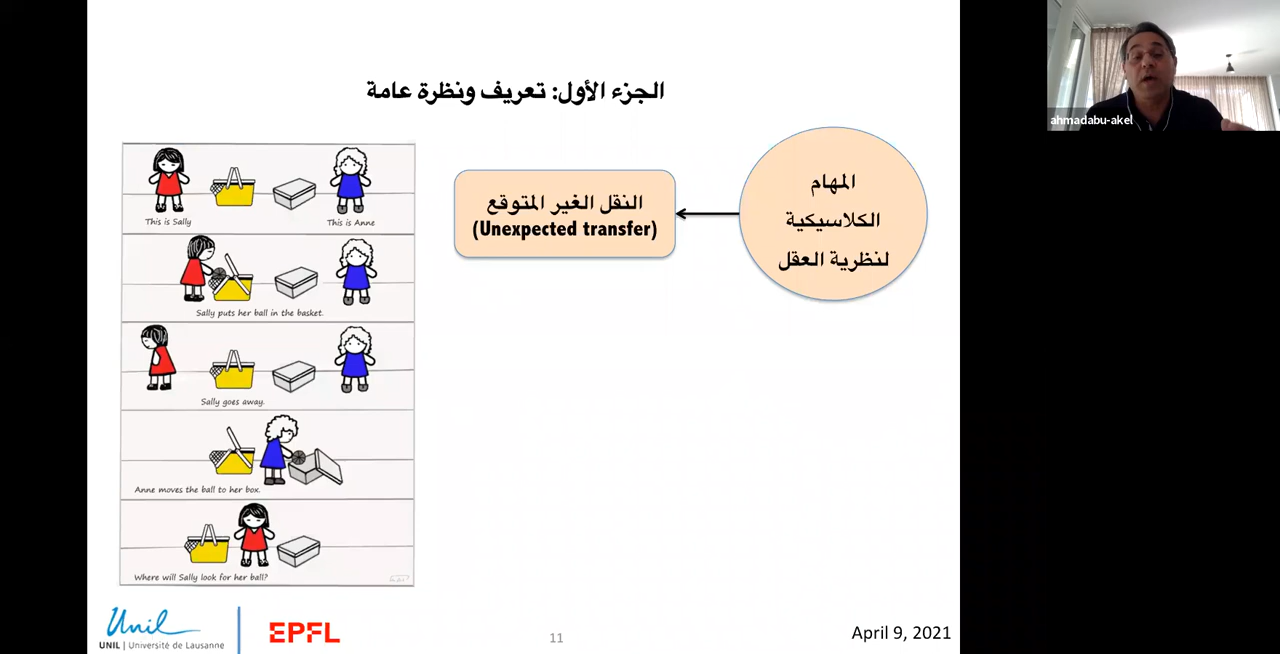 الجزء الأول: تعريف ونظرة عامة
المهام
الكلاسيكية
لنظرية العقل
النقل الغير المتوقع
(Unexpected transfer)
This is Sally
This is Anne
Sally puts her ball in the basket.
Sally goes away.
Anne moves the ball to her box.
Where will Sally look for her ball?
Unil
UNIL | Université de Lausanne
EPFL
11
April 9, 2021
ahmadabu-akel